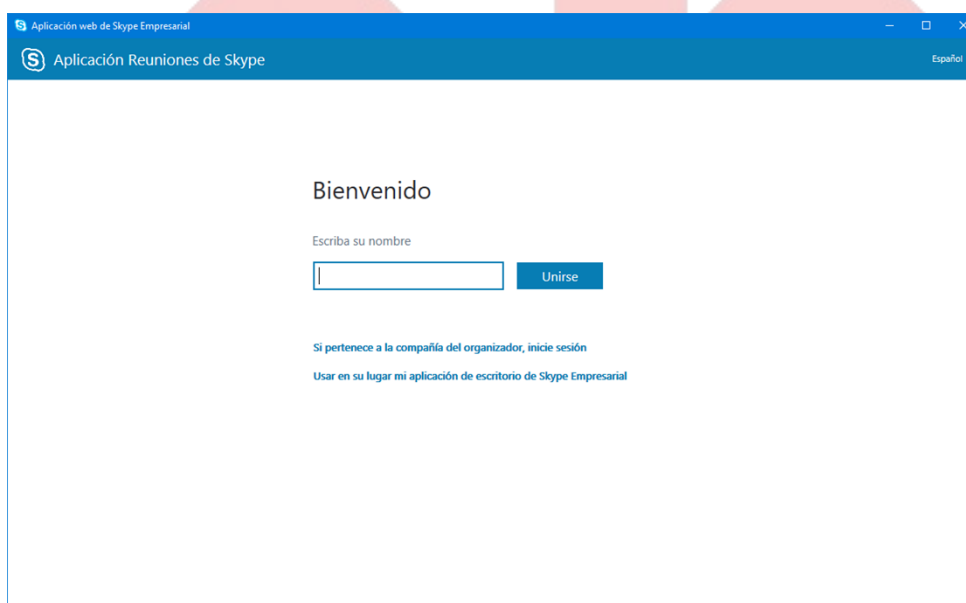 Aplicación web de Skype Empresarial
Aplicación Reuniones de Skype
Español
Bienvenido
Escriba su nombre
Unirse
Si pertenece a la compañía del organizador, inicie sesión
Usar en su lugar mi aplicación de escritorio de Skype Empresarial